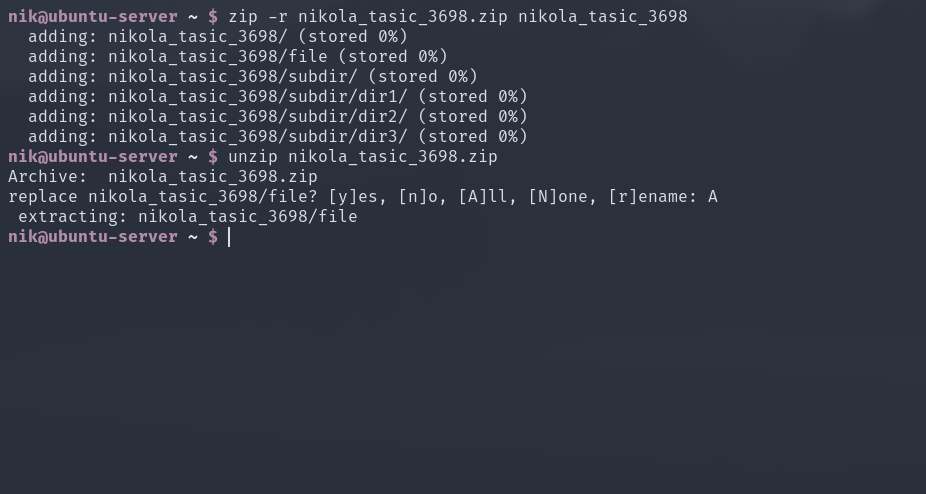 nik@ubuntu-server ~ $ zip -r nikola_tasic_3698.zip nikola_tasic_3698
  adding: nikola_tasic_3698/ (stored 0%)
  adding: nikola_tasic_3698/file (stored 0%)
  adding: nikola_tasic_3698/subdir/ (stored 0%)
  adding: nikola_tasic_3698/subdir/dir1/ (stored 0%)
  adding: nikola_tasic_3698/subdir/dir2/ (stored 0%)
  adding: nikola_tasic_3698/subdir/dir3/ (stored 0%)
nik@ubuntu-server ~ $ unzip nikola_tasic_3698.zip
Archive:  nikola_tasic_3698.zip
replace nikola_tasic_3698/file? [y]es, [n]o, [A]ll, [N]one, [r]ename: A
 extracting: nikola_tasic_3698/file
nik@ubuntu-server ~ $